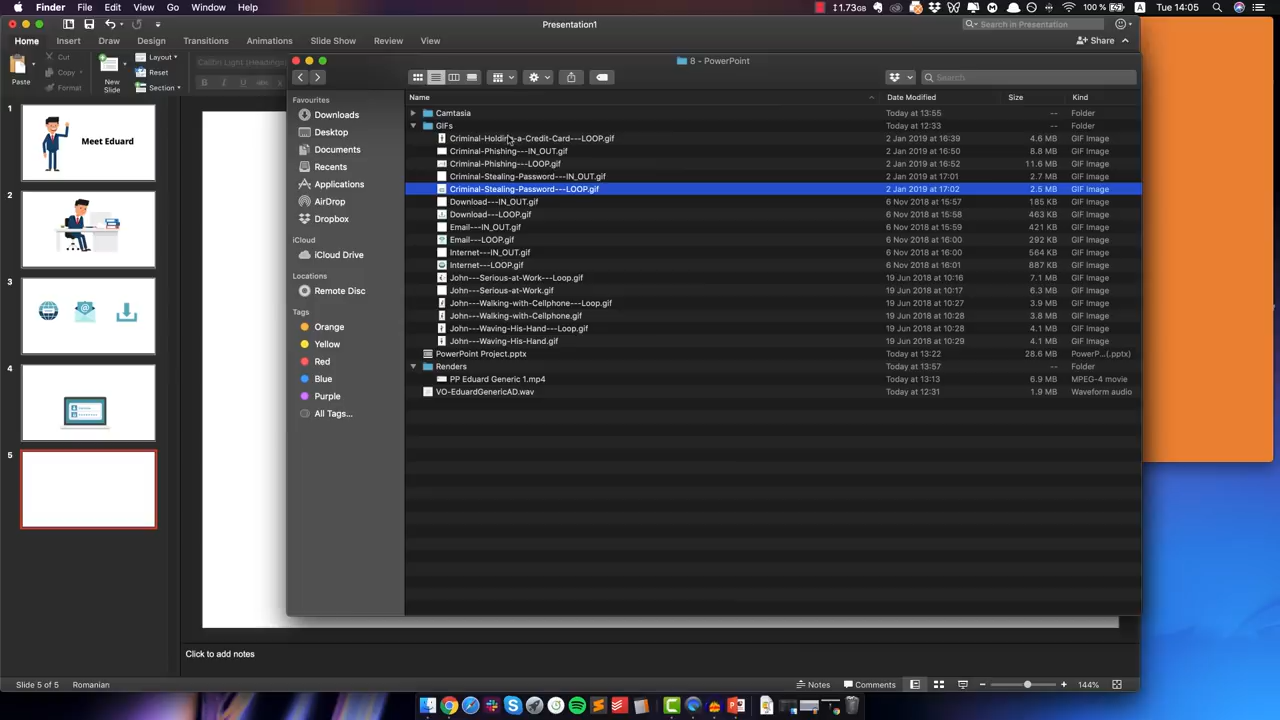 Finder File Edit View Go Window Help 1.73GB 100 % Tue 14:05
Presentation1
Search in Presentation
Home Insert Draw Design Transitions Animations Slide Show Review View Share
Paste Cut Copy Format New Slide Layout Reset Section Calibri Light (Headings) B I U
8 - PowerPoint
Search
Favourites
Downloads
Desktop
Documents
Recents
Applications
AirDrop
Dropbox
iCloud
iCloud Drive
Locations
Remote Disc
Tags
Orange
Yellow
Red
Blue
Purple
All Tags...
Name Date Modified Size Kind
Camtasia Today at 13:55 -- Folder
GIFs Today at 12:33 -- Folder
Criminal-Holding-a-Credit-Card---LOOP.gif 2 Jan 2019 at 16:39 4.6 MB GIF Image
Criminal-Phishing---IN_OUT.gif 2 Jan 2019 at 16:50 8.8 MB GIF Image
Criminal-Phishing---LOOP.gif 2 Jan 2019 at 16:52 11.6 MB GIF Image
Criminal-Stealing-Password---IN_OUT.gif 2 Jan 2019 at 17:01 2.7 MB GIF Image
Criminal-Stealing-Password---LOOP.gif 2 Jan 2019 at 17:02 2.5 MB GIF Image
Download---IN_OUT.gif 6 Nov 2018 at 15:57 185 KB GIF Image
Download---LOOP.gif 6 Nov 2018 at 15:58 463 KB GIF Image
Email---IN_OUT.gif 6 Nov 2018 at 15:59 421 KB GIF Image
Email---LOOP.gif 6 Nov 2018 at 16:00 292 KB GIF Image
Internet---IN_OUT.gif 6 Nov 2018 at 16:00 564 KB GIF Image
Internet---LOOP.gif 6 Nov 2018 at 16:01 887 KB GIF Image
John---Serious-at-Work---Loop.gif 19 Jun 2018 at 10:16 7.1 MB GIF Image
John---Serious-at-Work.gif 19 Jun 2018 at 10:17 6.3 MB GIF Image
John---Walking-with-Cellphone---Loop.gif 19 Jun 2018 at 10:27 3.9 MB GIF Image
John---Walking-with-Cellphone.gif 19 Jun 2018 at 10:28 3.8 MB GIF Image
John---Waving-His-Hand---Loop.gif 19 Jun 2018 at 10:28 4.1 MB GIF Image
John---Waving-His-Hand.gif 19 Jun 2018 at 10:29 4.1 MB GIF Image
PowerPoint Project.pptx Today at 13:22 28.6 MB PowerP...(.pptx)
Renders Today at 13:57 -- Folder
PP Eduard Generic 1.mp4 Today at 13:13 6.9 MB MPEG-4 movie
VO-EduardGenericAD.wav Today at 12:31 1.9 MB Waveform audio
1
Meet Eduard
2
3
4
5
Click to add notes
Slide 5 of 5 Romanian Notes Comments 144%